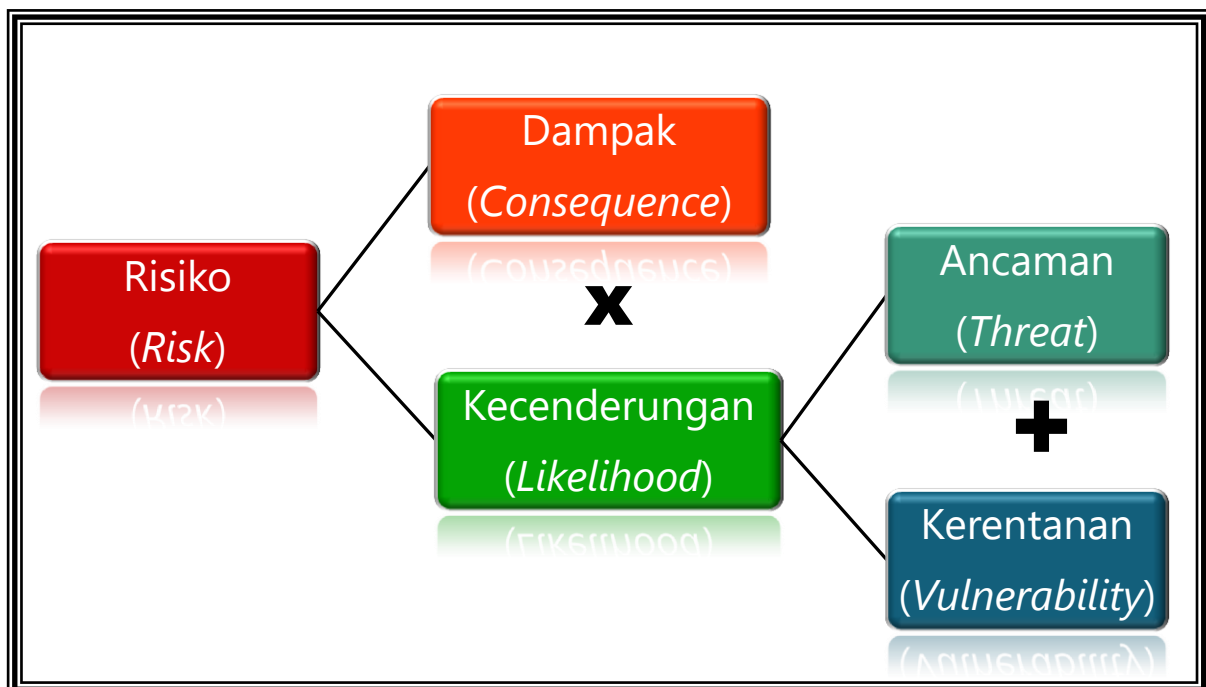 Dampak
(Consequence)
x
Risiko
(Risk)
Kecenderungan
(Likelihood)
Ancaman
(Threat)
+
Kerentanan
(Vulnerability)